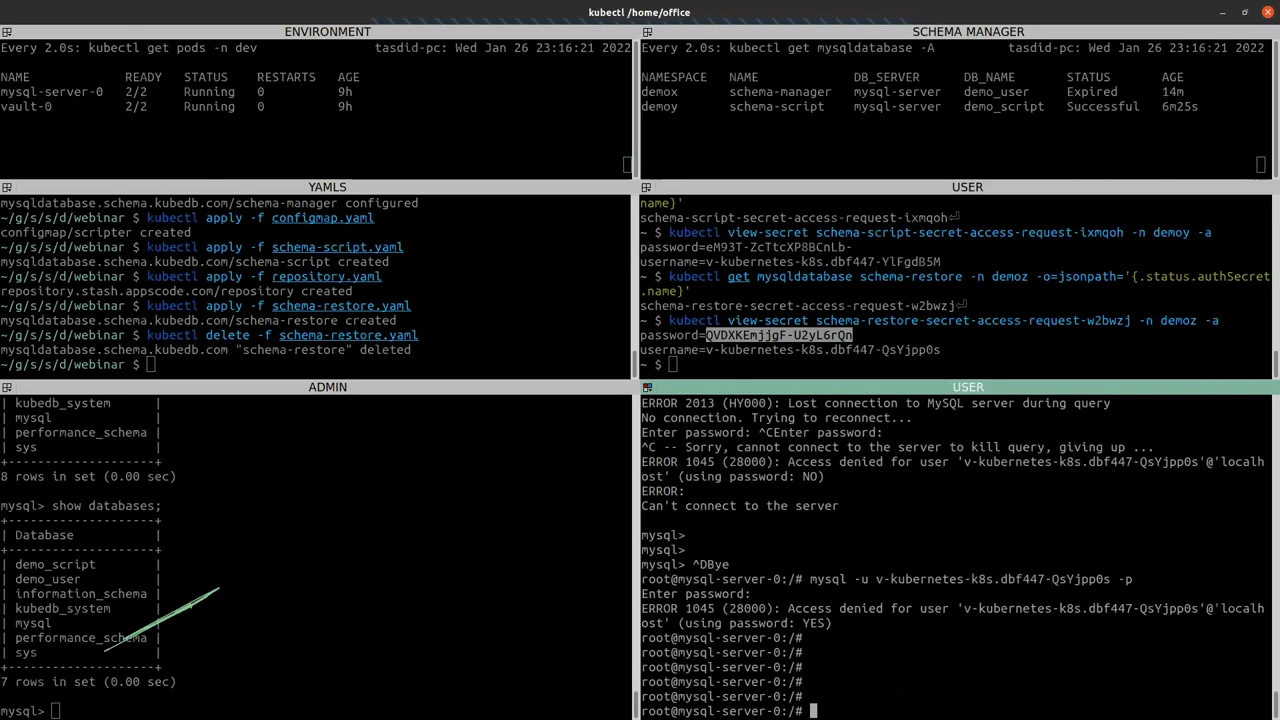 kubectl /home/office
ENVIRONMENT
Every 2.0s: kubectl get pods -n dev tasdid-pc: Wed Jan 26 23:16:21 2022
NAME READY STATUS RESTARTS AGE
mysql-server-0 2/2 Running 0 9h
vault-0 2/2 Running 0 9h
SCHEMA MANAGER
Every 2.0s: kubectl get mysqldatabase -A tasdid-pc: Wed Jan 26 23:16:21 2022
NAMESPACE NAME DB_SERVER DB_NAME STATUS AGE
demox schema-manager mysql-server demo_user Expired 14m
demoy schema-script mysql-server demo_script Successful 6m25s
YAMLS
mysqldatabase.schema.kubedb.com/schema-manager configured
~/g/s/s/d/webinar $ kubectl apply -f configmap.yaml
configmap/scripter created
~/g/s/s/d/webinar $ kubectl apply -f schema-script.yaml
mysqldatabase.schema.kubedb.com/schema-script created
~/g/s/s/d/webinar $ kubectl apply -f repository.yaml
repository.stash.appscode.com/repository created
~/g/s/s/d/webinar $ kubectl apply -f schema-restore.yaml
mysqldatabase.schema.kubedb.com/schema-restore created
~/g/s/s/d/webinar $ kubectl delete -f schema-restore.yaml
mysqldatabase.schema.kubedb.com "schema-restore" deleted
~/g/s/s/d/webinar $
USER
name}'
schema-script-secret-access-request-ixmqoh⏎
~ $ kubectl view-secret schema-script-secret-access-request-ixmqoh -n demoy -a
password=eM93T-ZcTtcXP8BCnLb-
username=v-kubernetes-k8s.dbf447-YlFgdB5M
~ $ kubectl get mysqldatabase schema-restore -n demoz -o=jsonpath='{.status.authSecret
.name}'
schema-restore-secret-access-request-w2bwzj⏎
~ $ kubectl view-secret schema-restore-secret-access-request-w2bwzj -n demoz -a
password=QVDXKEmjjgF-U2yL6rQn
username=v-kubernetes-k8s.dbf447-QsYjpp0s
~ $
ADMIN
| kubedb_system |
| mysql |
| performance_schema |
| sys |
+--------------------+
8 rows in set (0.00 sec)
mysql> show databases;
+--------------------+
| Database |
+--------------------+
| demo_script |
| demo_user |
| information_schema |
| kubedb_system |
| mysql |
| performance_schema |
| sys |
+--------------------+
7 rows in set (0.00 sec)
mysql>
USER
ERROR 2013 (HY000): Lost connection to MySQL server during query
No connection. Trying to reconnect...
Enter password: ^CEnter password:
^C -- Sorry, cannot connect to the server to kill query, giving up ...
ERROR 1045 (28000): Access denied for user 'v-kubernetes-k8s.dbf447-QsYjpp0s'@'localh
ost' (using password: NO)
ERROR:
Can't connect to the server
mysql>
mysql>
mysql> ^DBye
root@mysql-server-0:/# mysql -u v-kubernetes-k8s.dbf447-QsYjpp0s -p
Enter password:
ERROR 1045 (28000): Access denied for user 'v-kubernetes-k8s.dbf447-QsYjpp0s'@'localh
ost' (using password: YES)
root@mysql-server-0:/#
root@mysql-server-0:/#
root@mysql-server-0:/#
root@mysql-server-0:/#
root@mysql-server-0:/#
root@mysql-server-0:/#